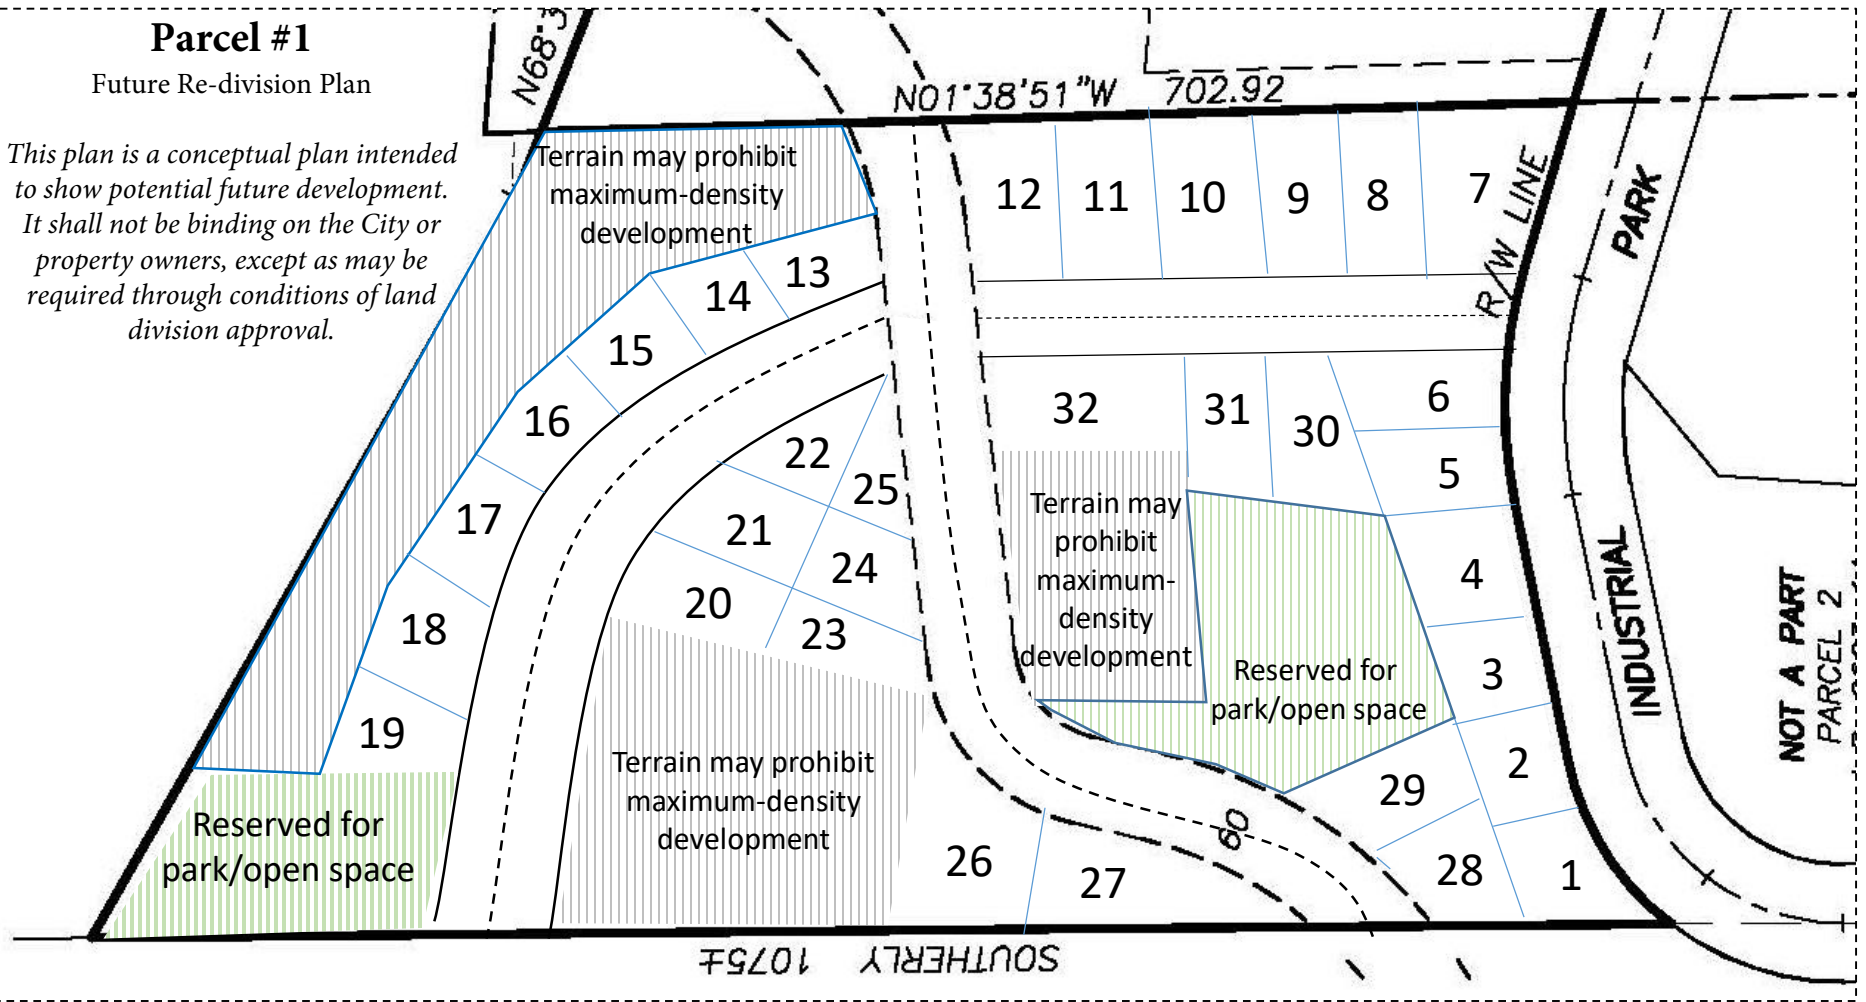 Parcel #1
Future Re-division Plan
This plan is a conceptual plan intended
to show potential future development.
It shall not be binding on the City or
property owners, except as may be
required through conditions of land
division approval.
N68°3
N01°38'51"W 702.92
Terrain may prohibit
maximum-density
development
12
11
10
9
8
7
R/W LINE
PARK
13
14
15
16
17
18
19
22
25
21
24
20
23
32
31
30
6
5
4
3
2
1
Terrain may
prohibit
maximum-
density
development
Reserved for
park/open space
INDUSTRIAL
NOT A PART
PARCEL 2
Terrain may prohibit
maximum-density
development
Reserved for
park/open space
26
27
60
29
28
SOUTHERLY 1075±